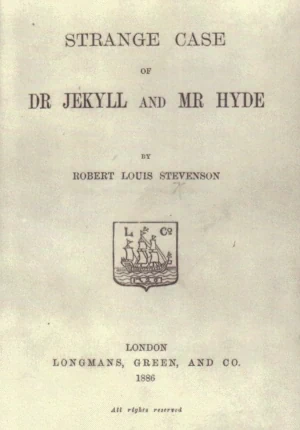 STRANGE CASE
OF
DR JEKYLL AND MR HYDE
BY
ROBERT LOUIS STEVENSON
L Co
LONDON
LONGMANS, GREEN, AND CO.
1886
All rights reserved